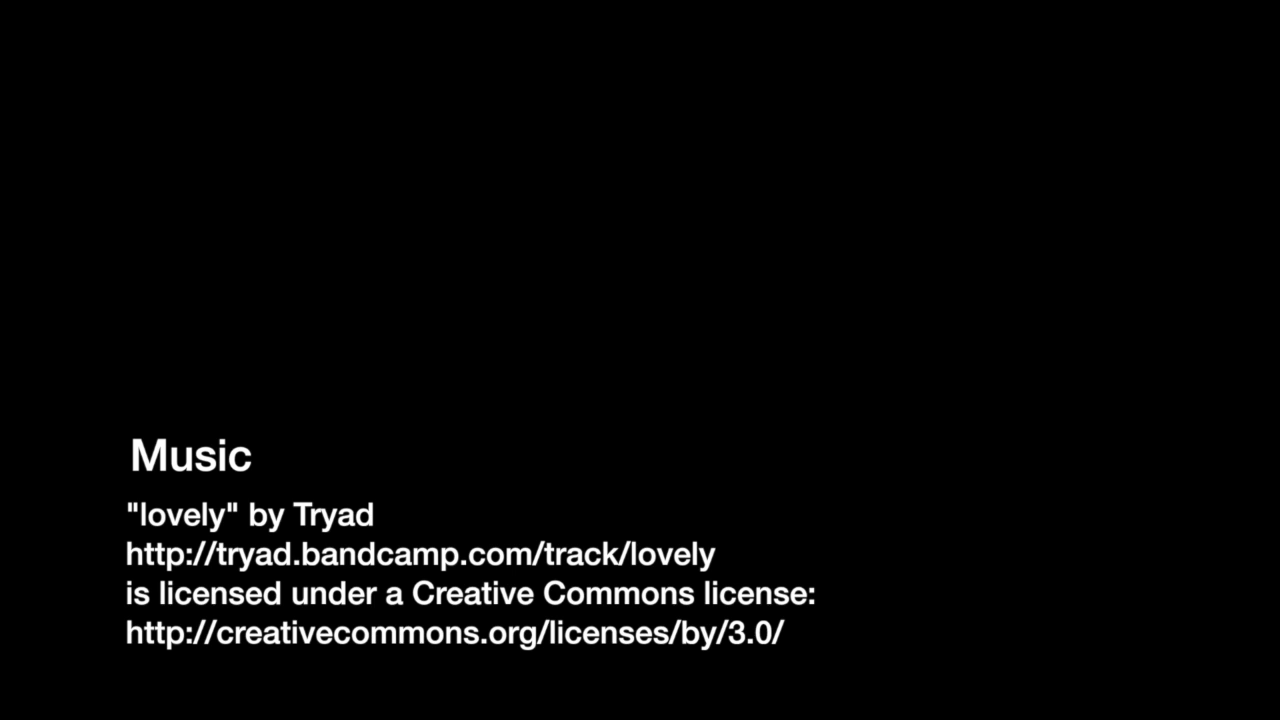 Music
"lovely" by Tryad
http://tryad.bandcamp.com/track/lovely
is licensed under a Creative Commons license:
http://creativecommons.org/licenses/by/3.0/